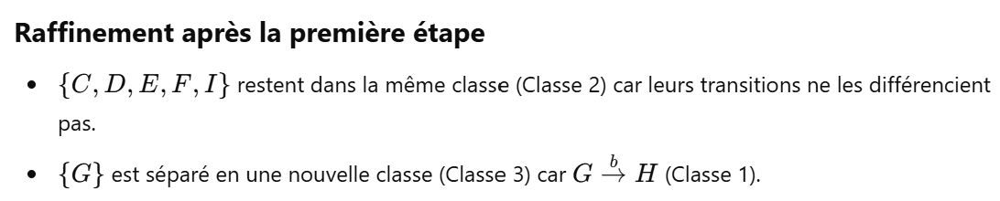 Raffinement après la première étape
• {C, D, E, F, I} restent dans la même classe (Classe 2) car leurs transitions ne les différencient
pas.
• {G} est séparé en une nouvelle classe (Classe 3) car G \xrightarrow{b} H (Classe 1).